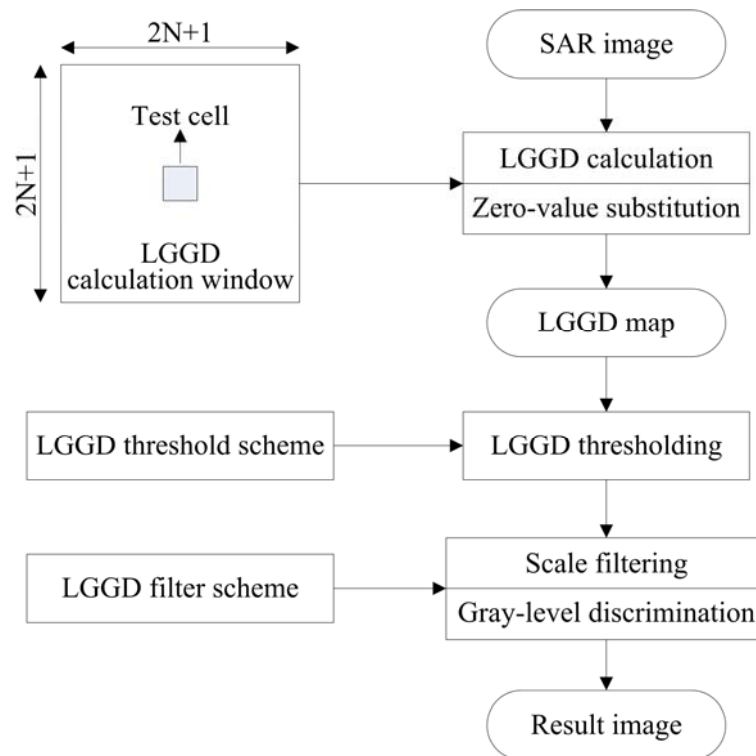 2N+1
2N+1
Test cell
LGGD
calculation window
SAR image
LGGD calculation
Zero-value substitution
LGGD map
LGGD threshold scheme
LGGD thresholding
LGGD filter scheme
Scale filtering
Gray-level discrimination
Result image